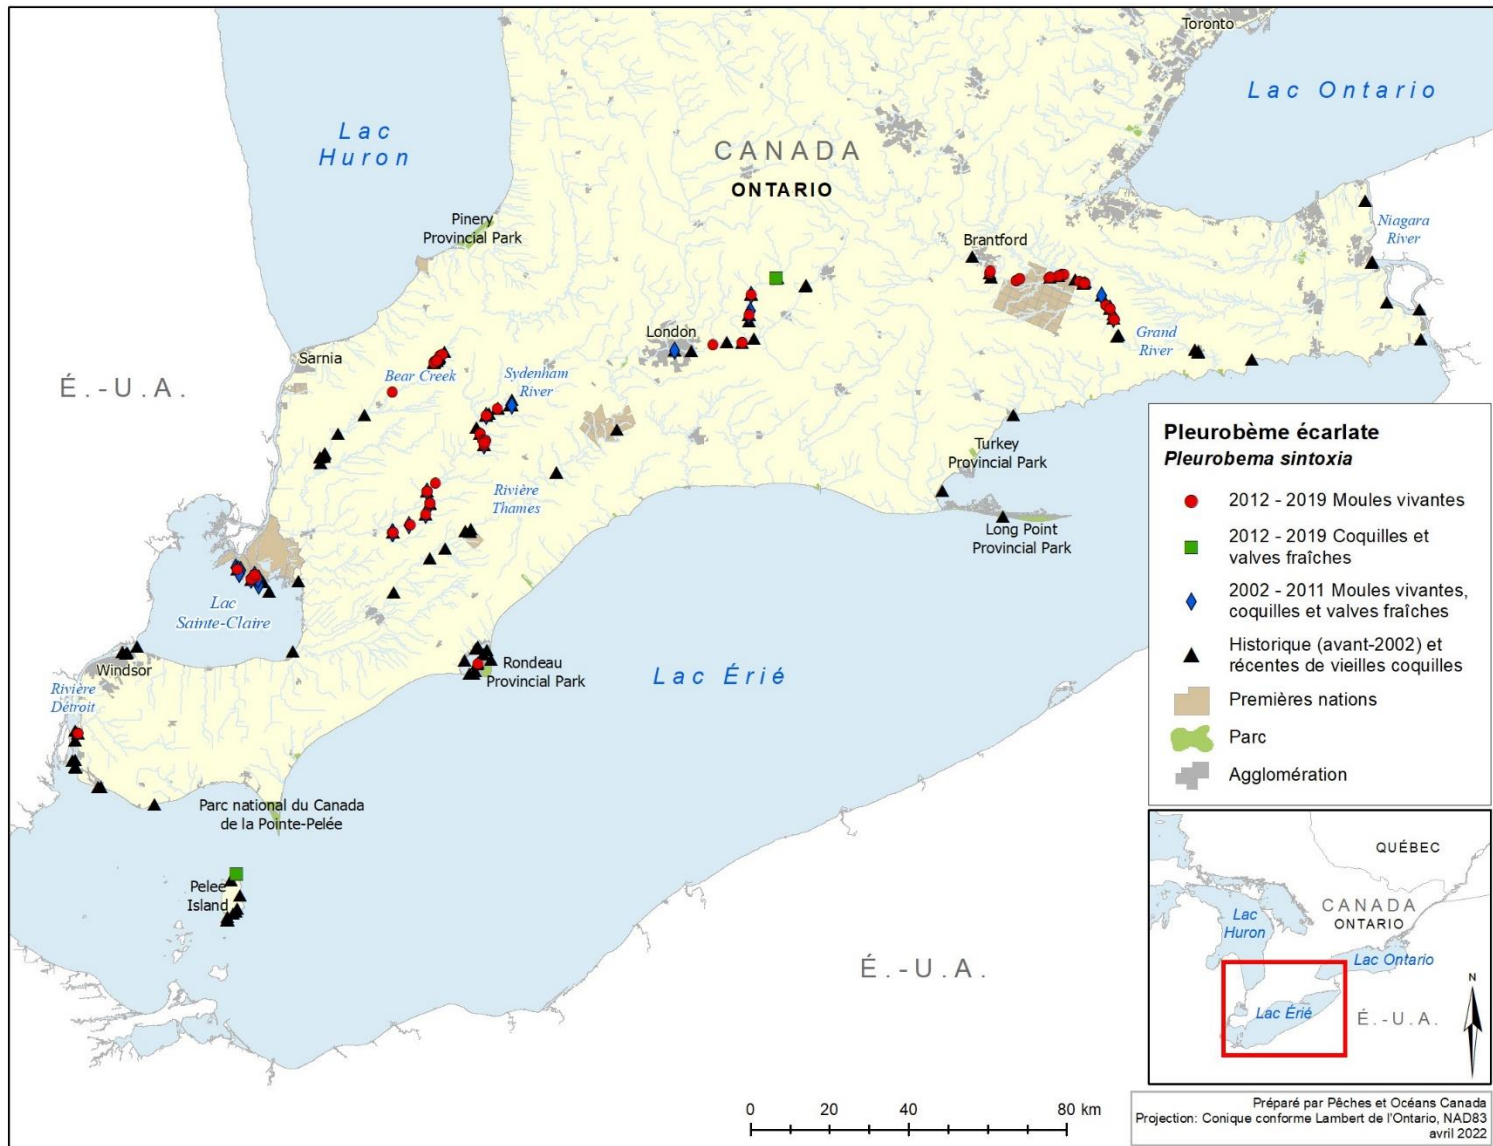 Toronto
Lac Ontario
Lac
Huron
CANADA
ONTARIO
Pinery
Provincial Park
Brantford
Niagara
River
London
Sarnia
Bear Creek
Sydenham
River
Grand
River
É.-U.A.
Turkey
Provincial Park
Rivière
Thames
Long Point
Provincial Park
Lac
Sainte-Claire
Windsor
Rondeau
Provincial Park
Lac Érié
Rivière
Détroit
Parc national du Canada
de la Pointe-Pelée
Pelee
Island
É.-U.A.
Pleurobème écarlate
Pleurobema sintoxia
2012 - 2019 Moules vivantes
2012 - 2019 Coquilles et
valves fraîches
2002 - 2011 Moules vivantes,
coquilles et valves fraîches
Historique (avant-2002) et
récentes de vieilles coquilles
Premières nations
Parc
Agglomération
QUÉBEC
CANADA
ONTARIO
Lac
Huron
Lac Ontario
N
Lac Érié
É.-U.A.
0 20 40 80 km
Préparé par Pêches et Océans Canada
Projection: Conique conforme Lambert de l'Ontario, NAD83
avril 2022